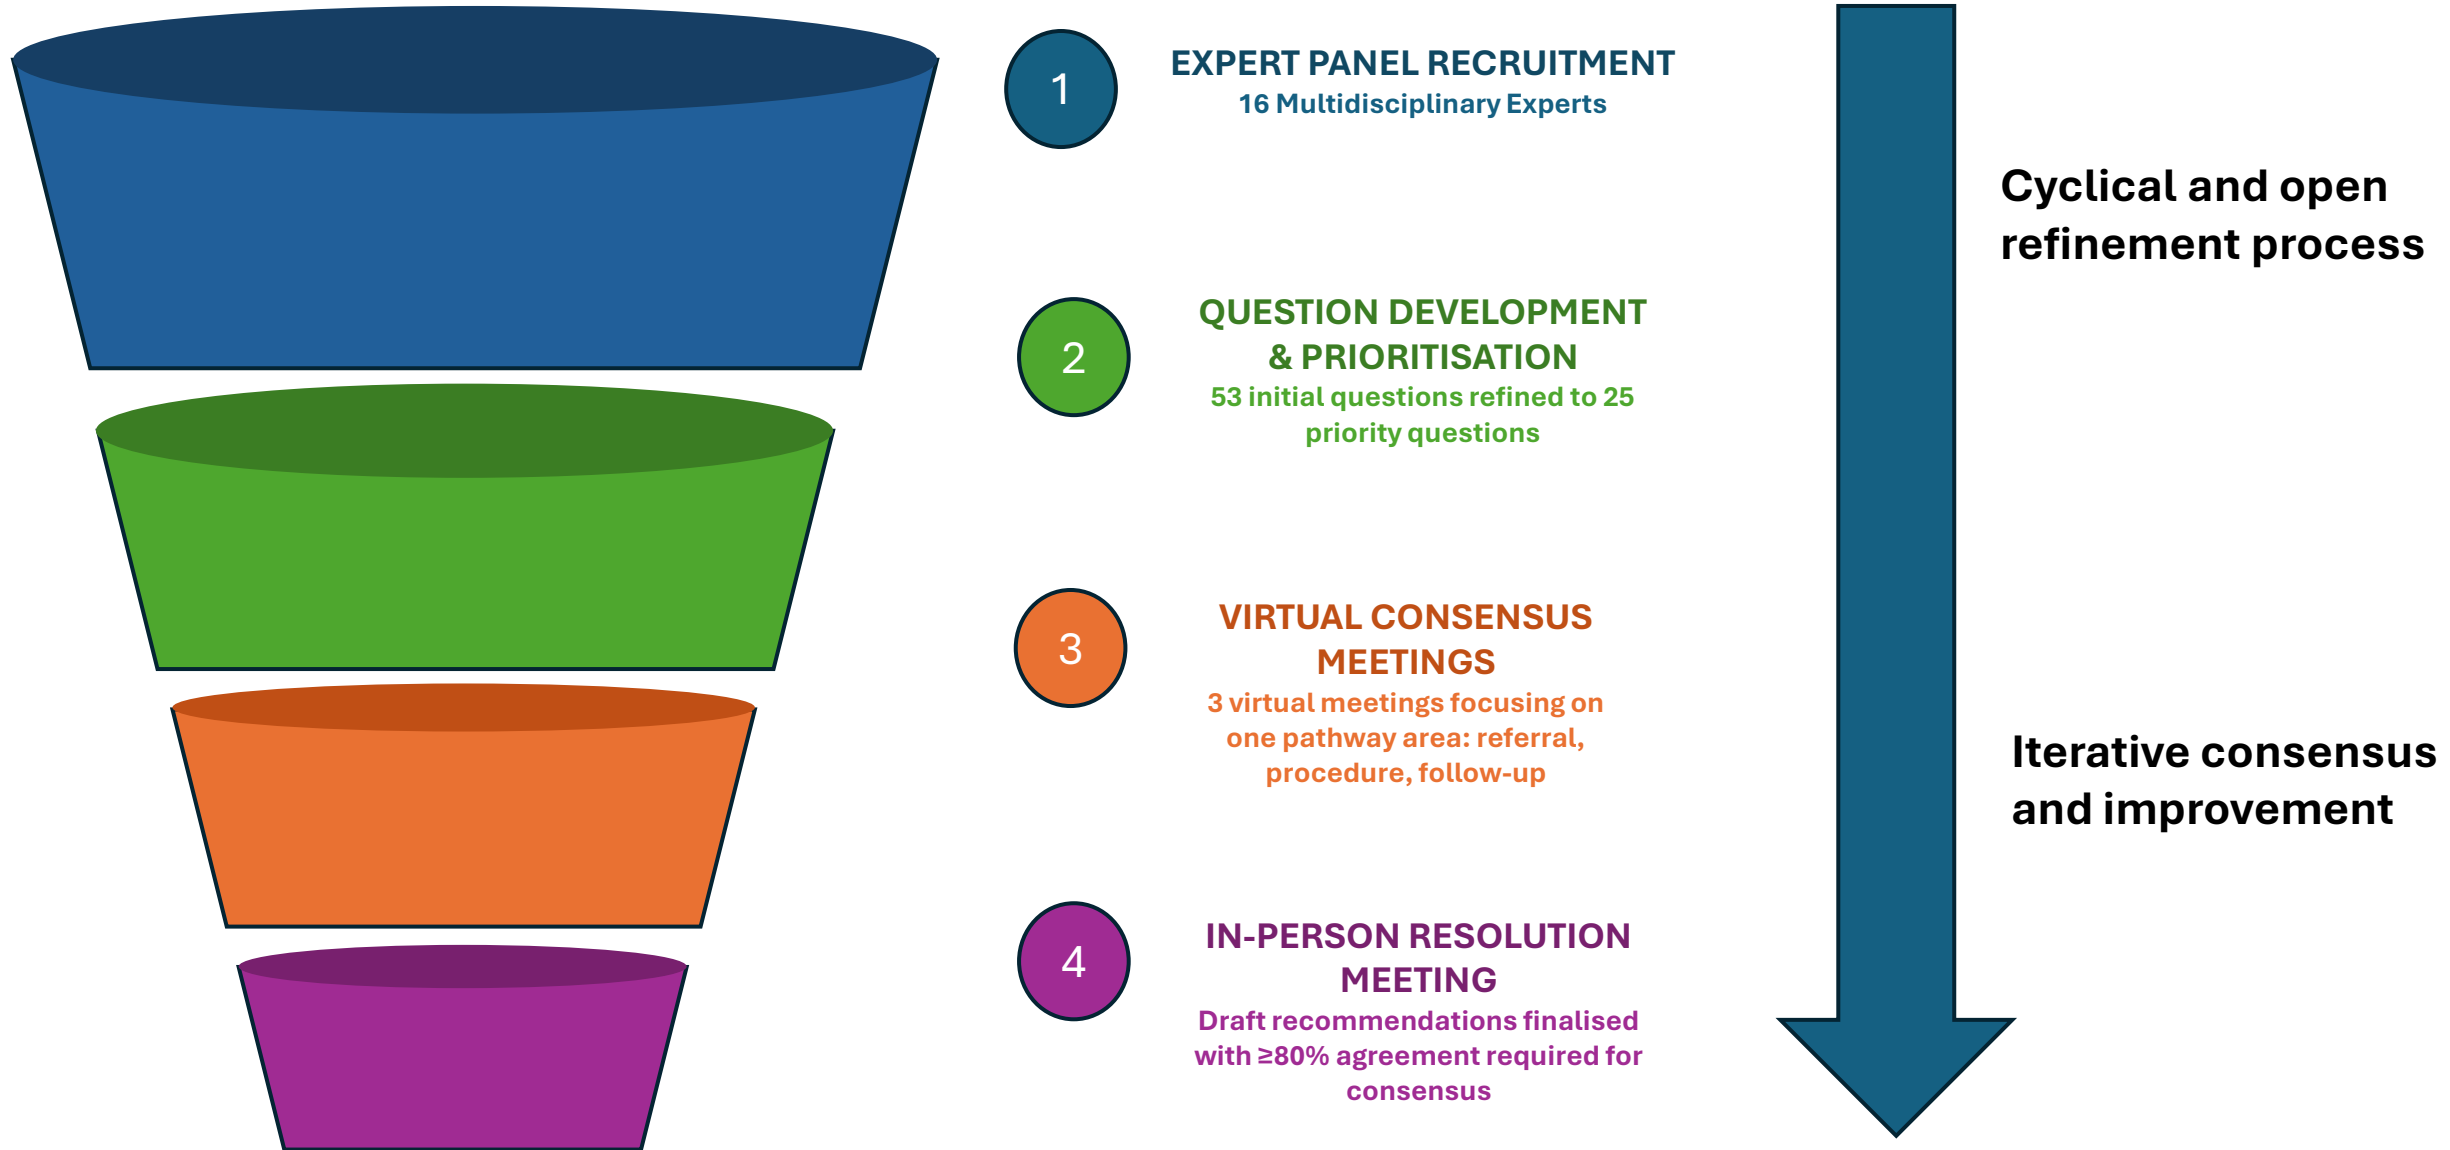 1
EXPERT PANEL RECRUITMENT
16 Multidisciplinary Experts
Cyclical and open
refinement process
2
QUESTION DEVELOPMENT
& PRIORITISATION
53 initial questions refined to 25
priority questions
3
VIRTUAL CONSENSUS
MEETINGS
3 virtual meetings focusing on
one pathway area: referral,
procedure, follow-up
Iterative consensus
and improvement
4
IN-PERSON RESOLUTION
MEETING
Draft recommendations finalised
with ≥80% agreement required for
consensus